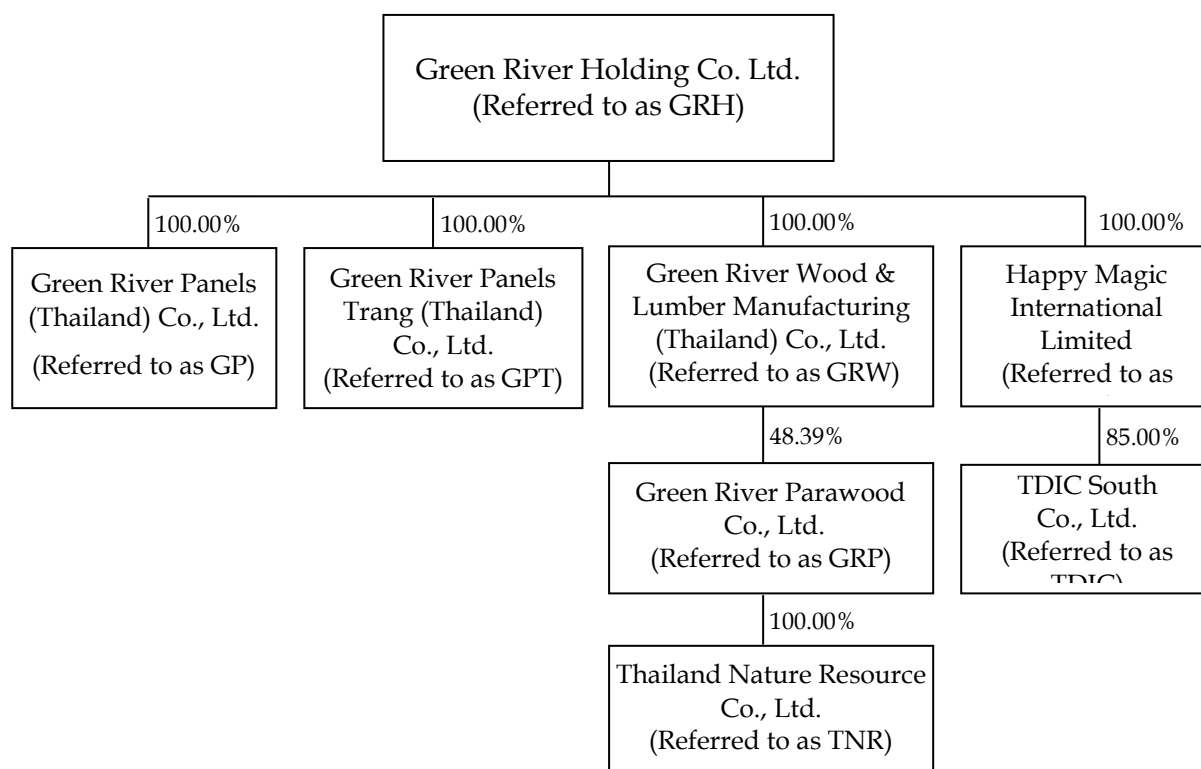 Green River Holding Co. Ltd.
(Referred to as GRH)
100.00%
100.00%
100.00%
100.00%
Green River Panels
(Thailand) Co., Ltd.
(Referred to as GP)
Green River Panels
Trang (Thailand)
Co., Ltd.
(Referred to as GPT)
Green River Wood &
Lumber Manufacturing
(Thailand) Co., Ltd.
(Referred to as GRW)
Happy Magic
International
Limited
(Referred to as
48.39%
85.00%
Green River Parawood
Co., Ltd.
(Referred to as GRP)
TDIC South
Co., Ltd.
(Referred to as
TDIC)
100.00%
Thailand Nature Resource
Co., Ltd.
(Referred to as TNR)